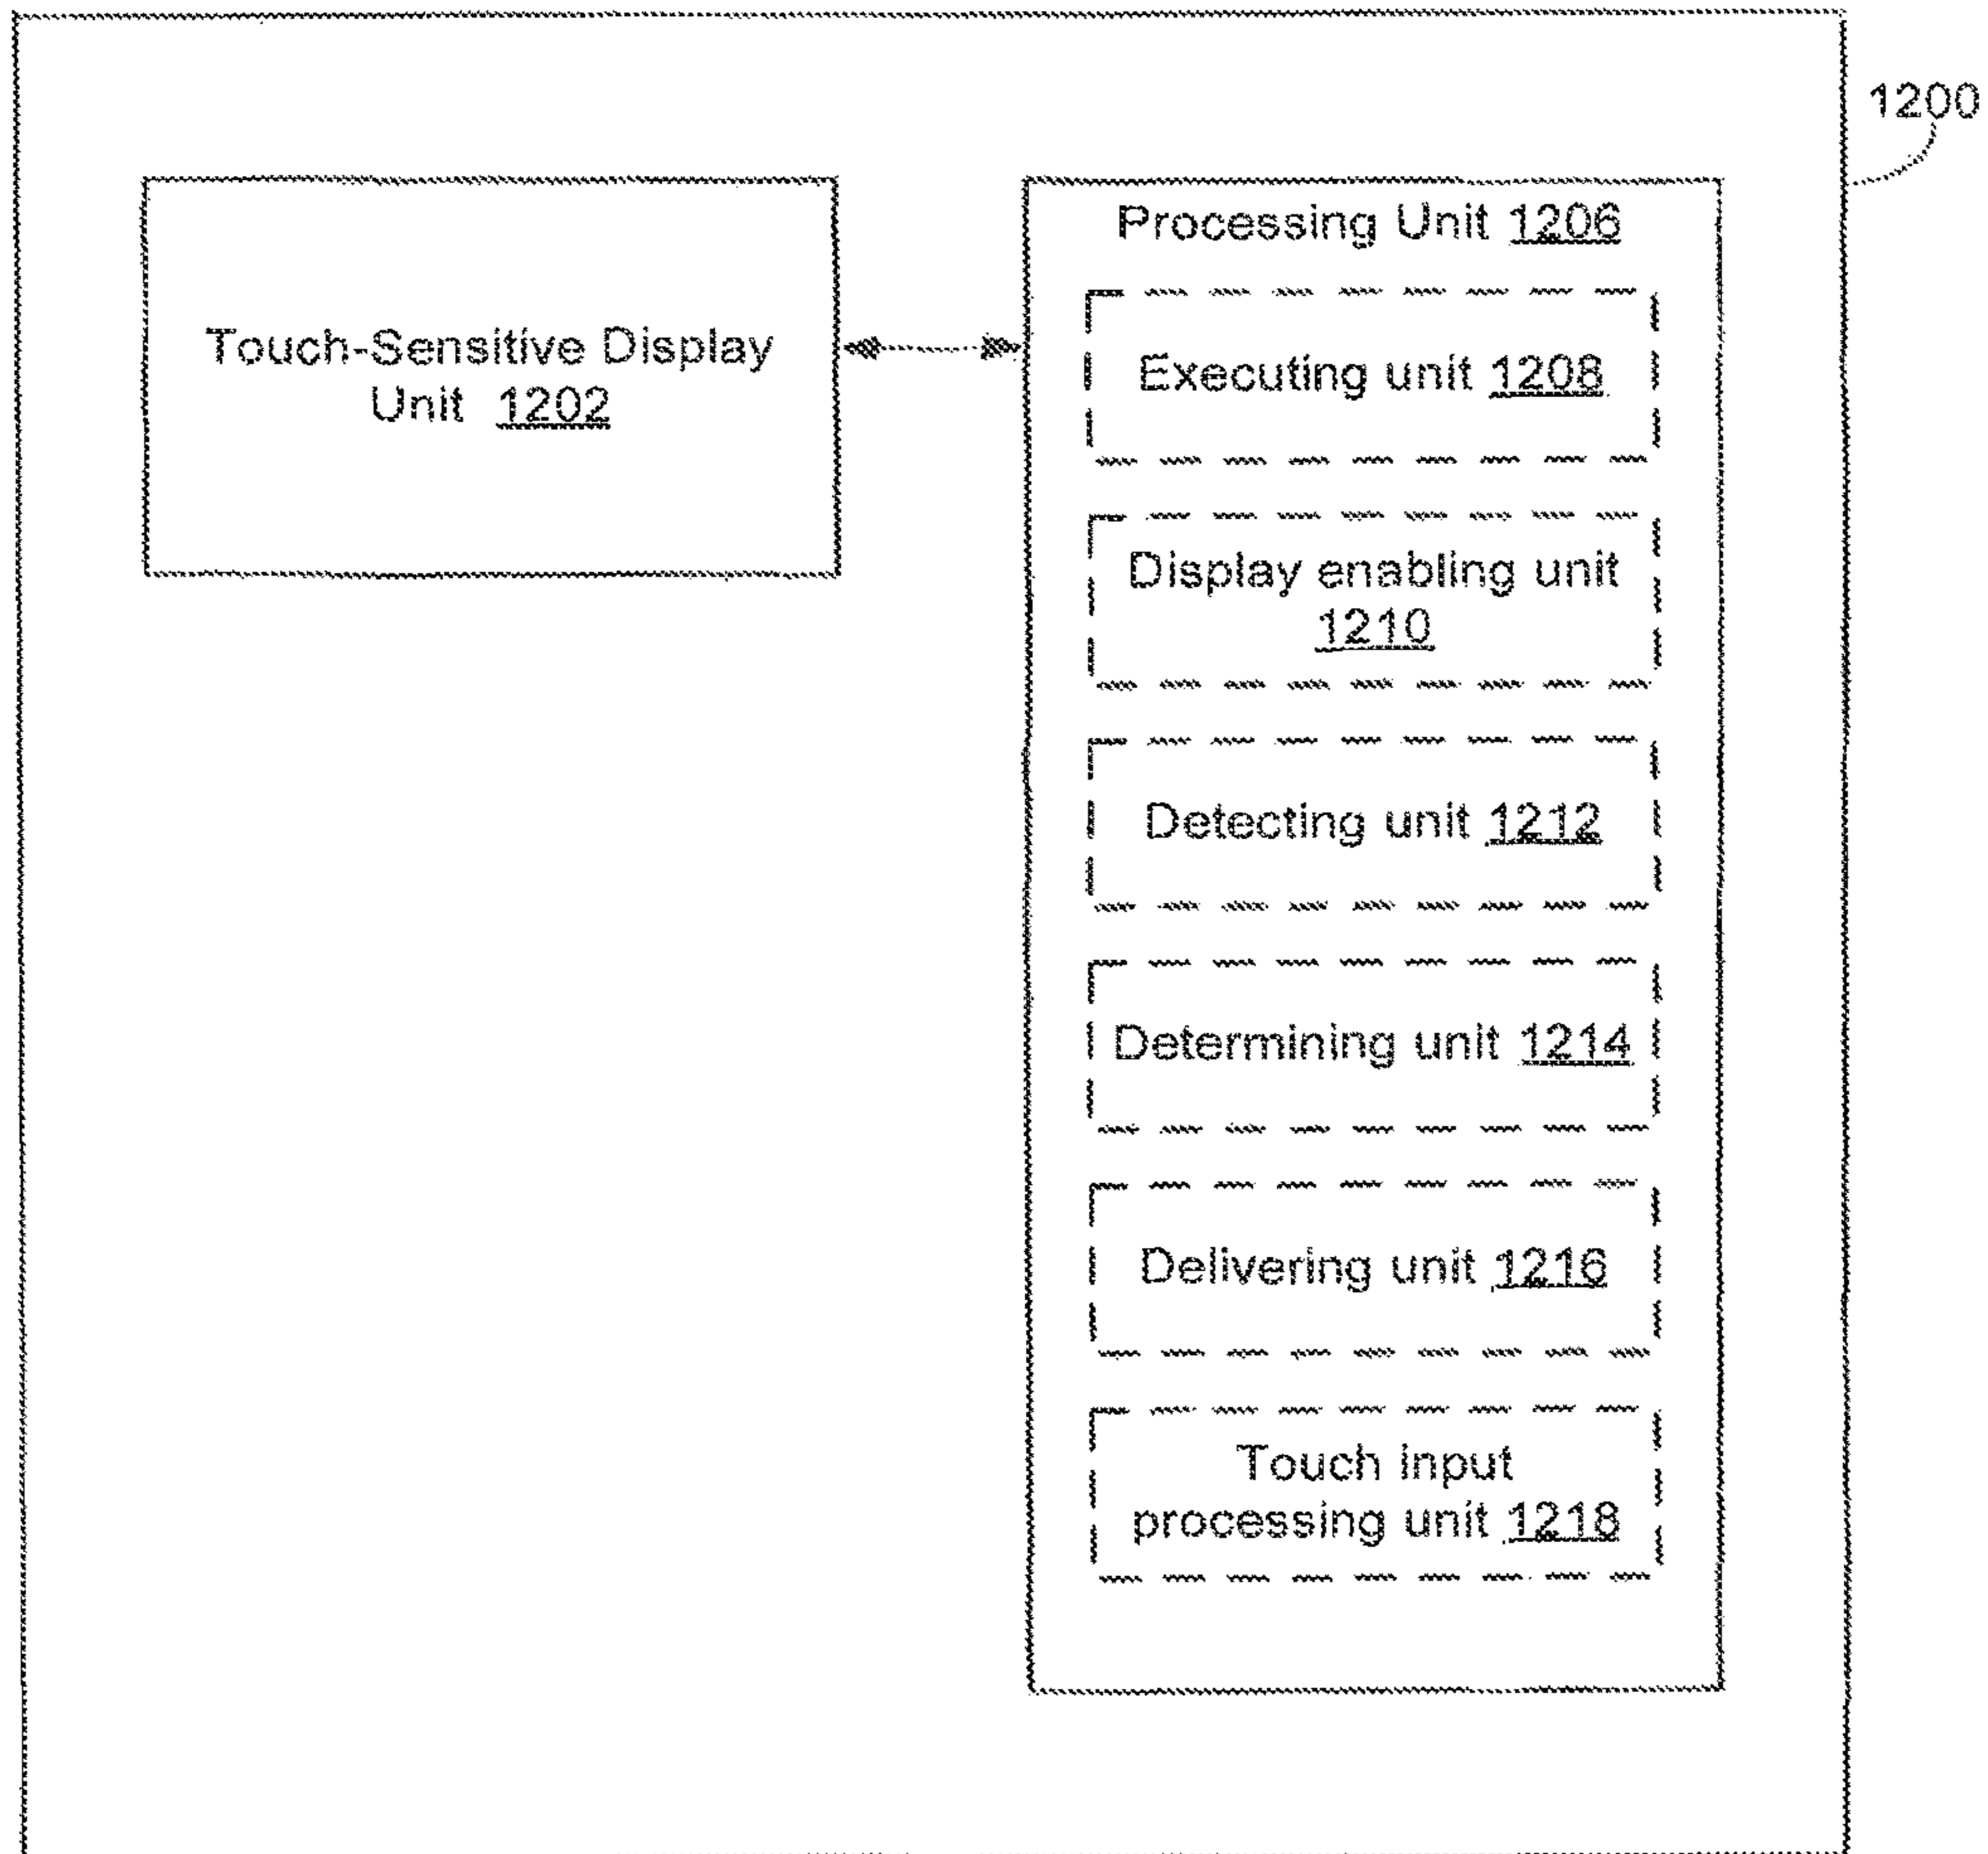 1200
Touch-Sensitive Display
Unit 1202
Processing Unit 1206
Executing unit 1208
Display enabling unit
1210
Detecting unit 1212
Determining unit 1214
Delivering unit 1216
Touch input
processing unit 1218